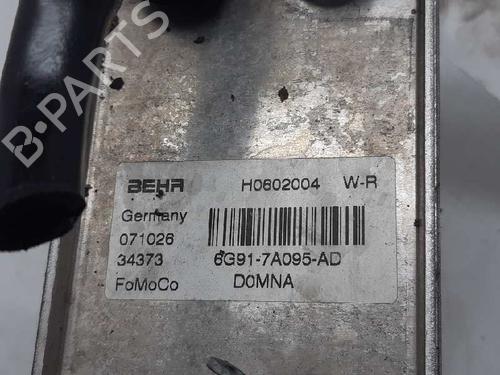 B-PARTS
BEHR H0602004 W-R
Germany
071026
34373 6G91-7A095-AD
FoMoCo D0MNA